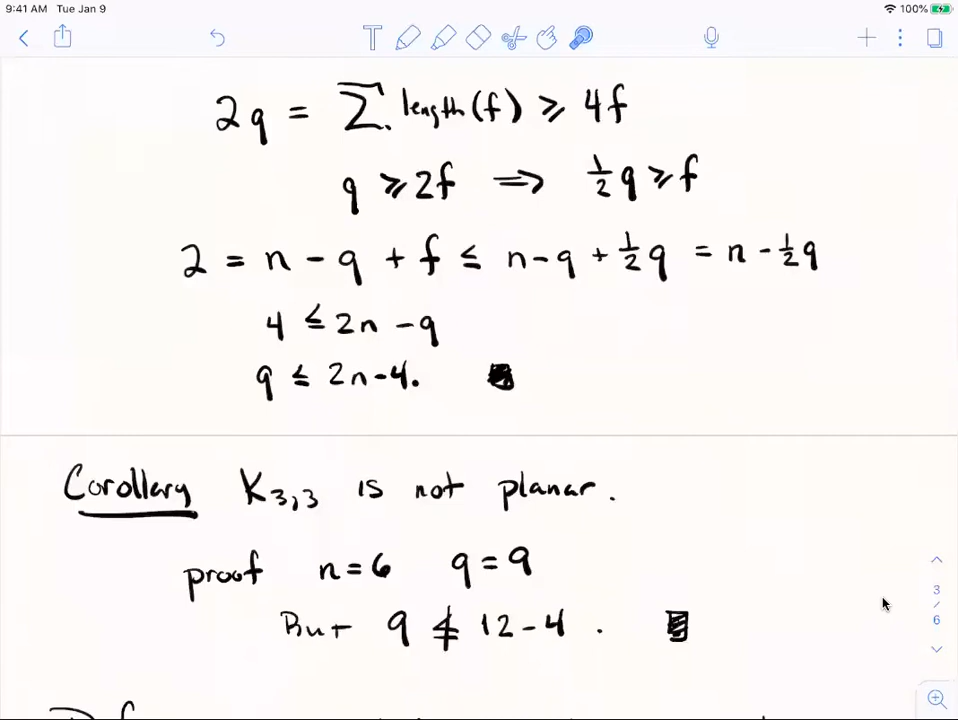 9:41 AM Tue Jan 9
100%
2q = Σ length(f) ≥ 4f
q ≥ 2f ⟹ ½q ≥ f
2 = n - q + f ≤ n - q + ½q = n - ½q
4 ≤ 2n - q
q ≤ 2n - 4.
Corollary K3,3 is not planar.
proof n = 6 q = 9
But 9 ≰ 12 - 4.
3
/
6